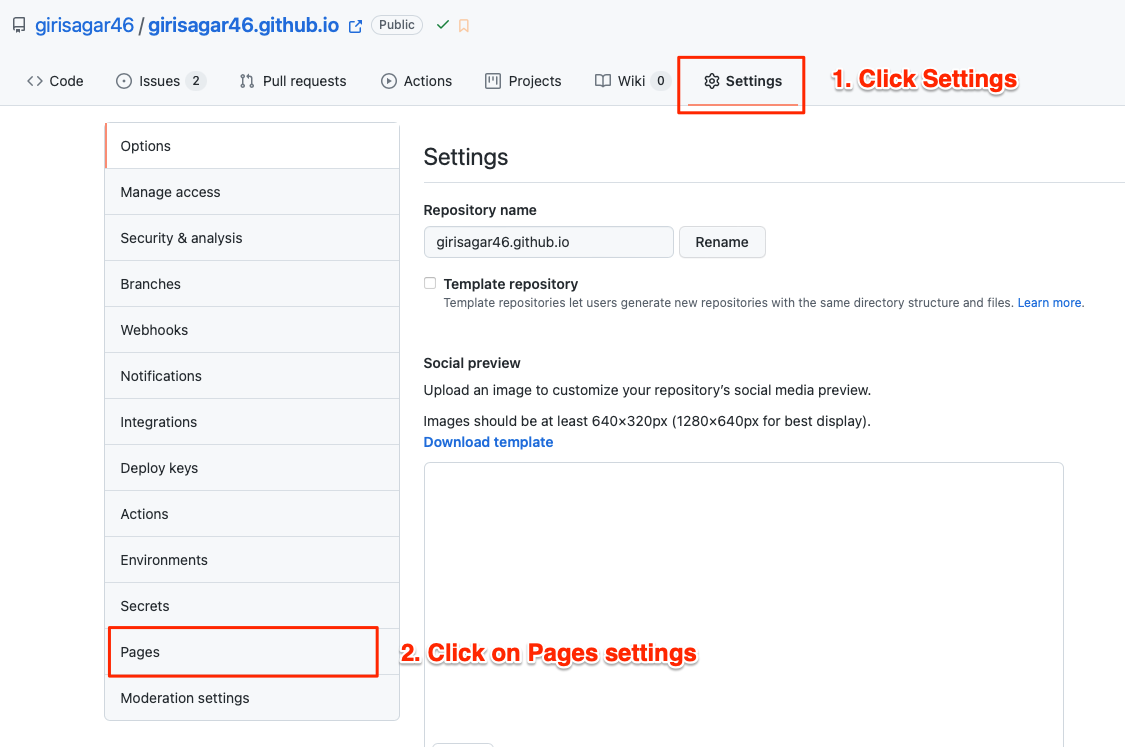 girisagar46 / girisagar46.github.io Public
Code Issues 2 Pull requests Actions Projects Wiki 0 Settings 1. Click Settings
Options
Manage access
Security & analysis
Branches
Webhooks
Notifications
Integrations
Deploy keys
Actions
Environments
Secrets
Pages
2. Click on Pages settings
Moderation settings
Settings
Repository name
girisagar46.github.io Rename
Template repository
Template repositories let users generate new repositories with the same directory structure and files. Learn more.
Social preview
Upload an image to customize your repository’s social media preview.
Images should be at least 640×320px (1280×640px for best display).
Download template